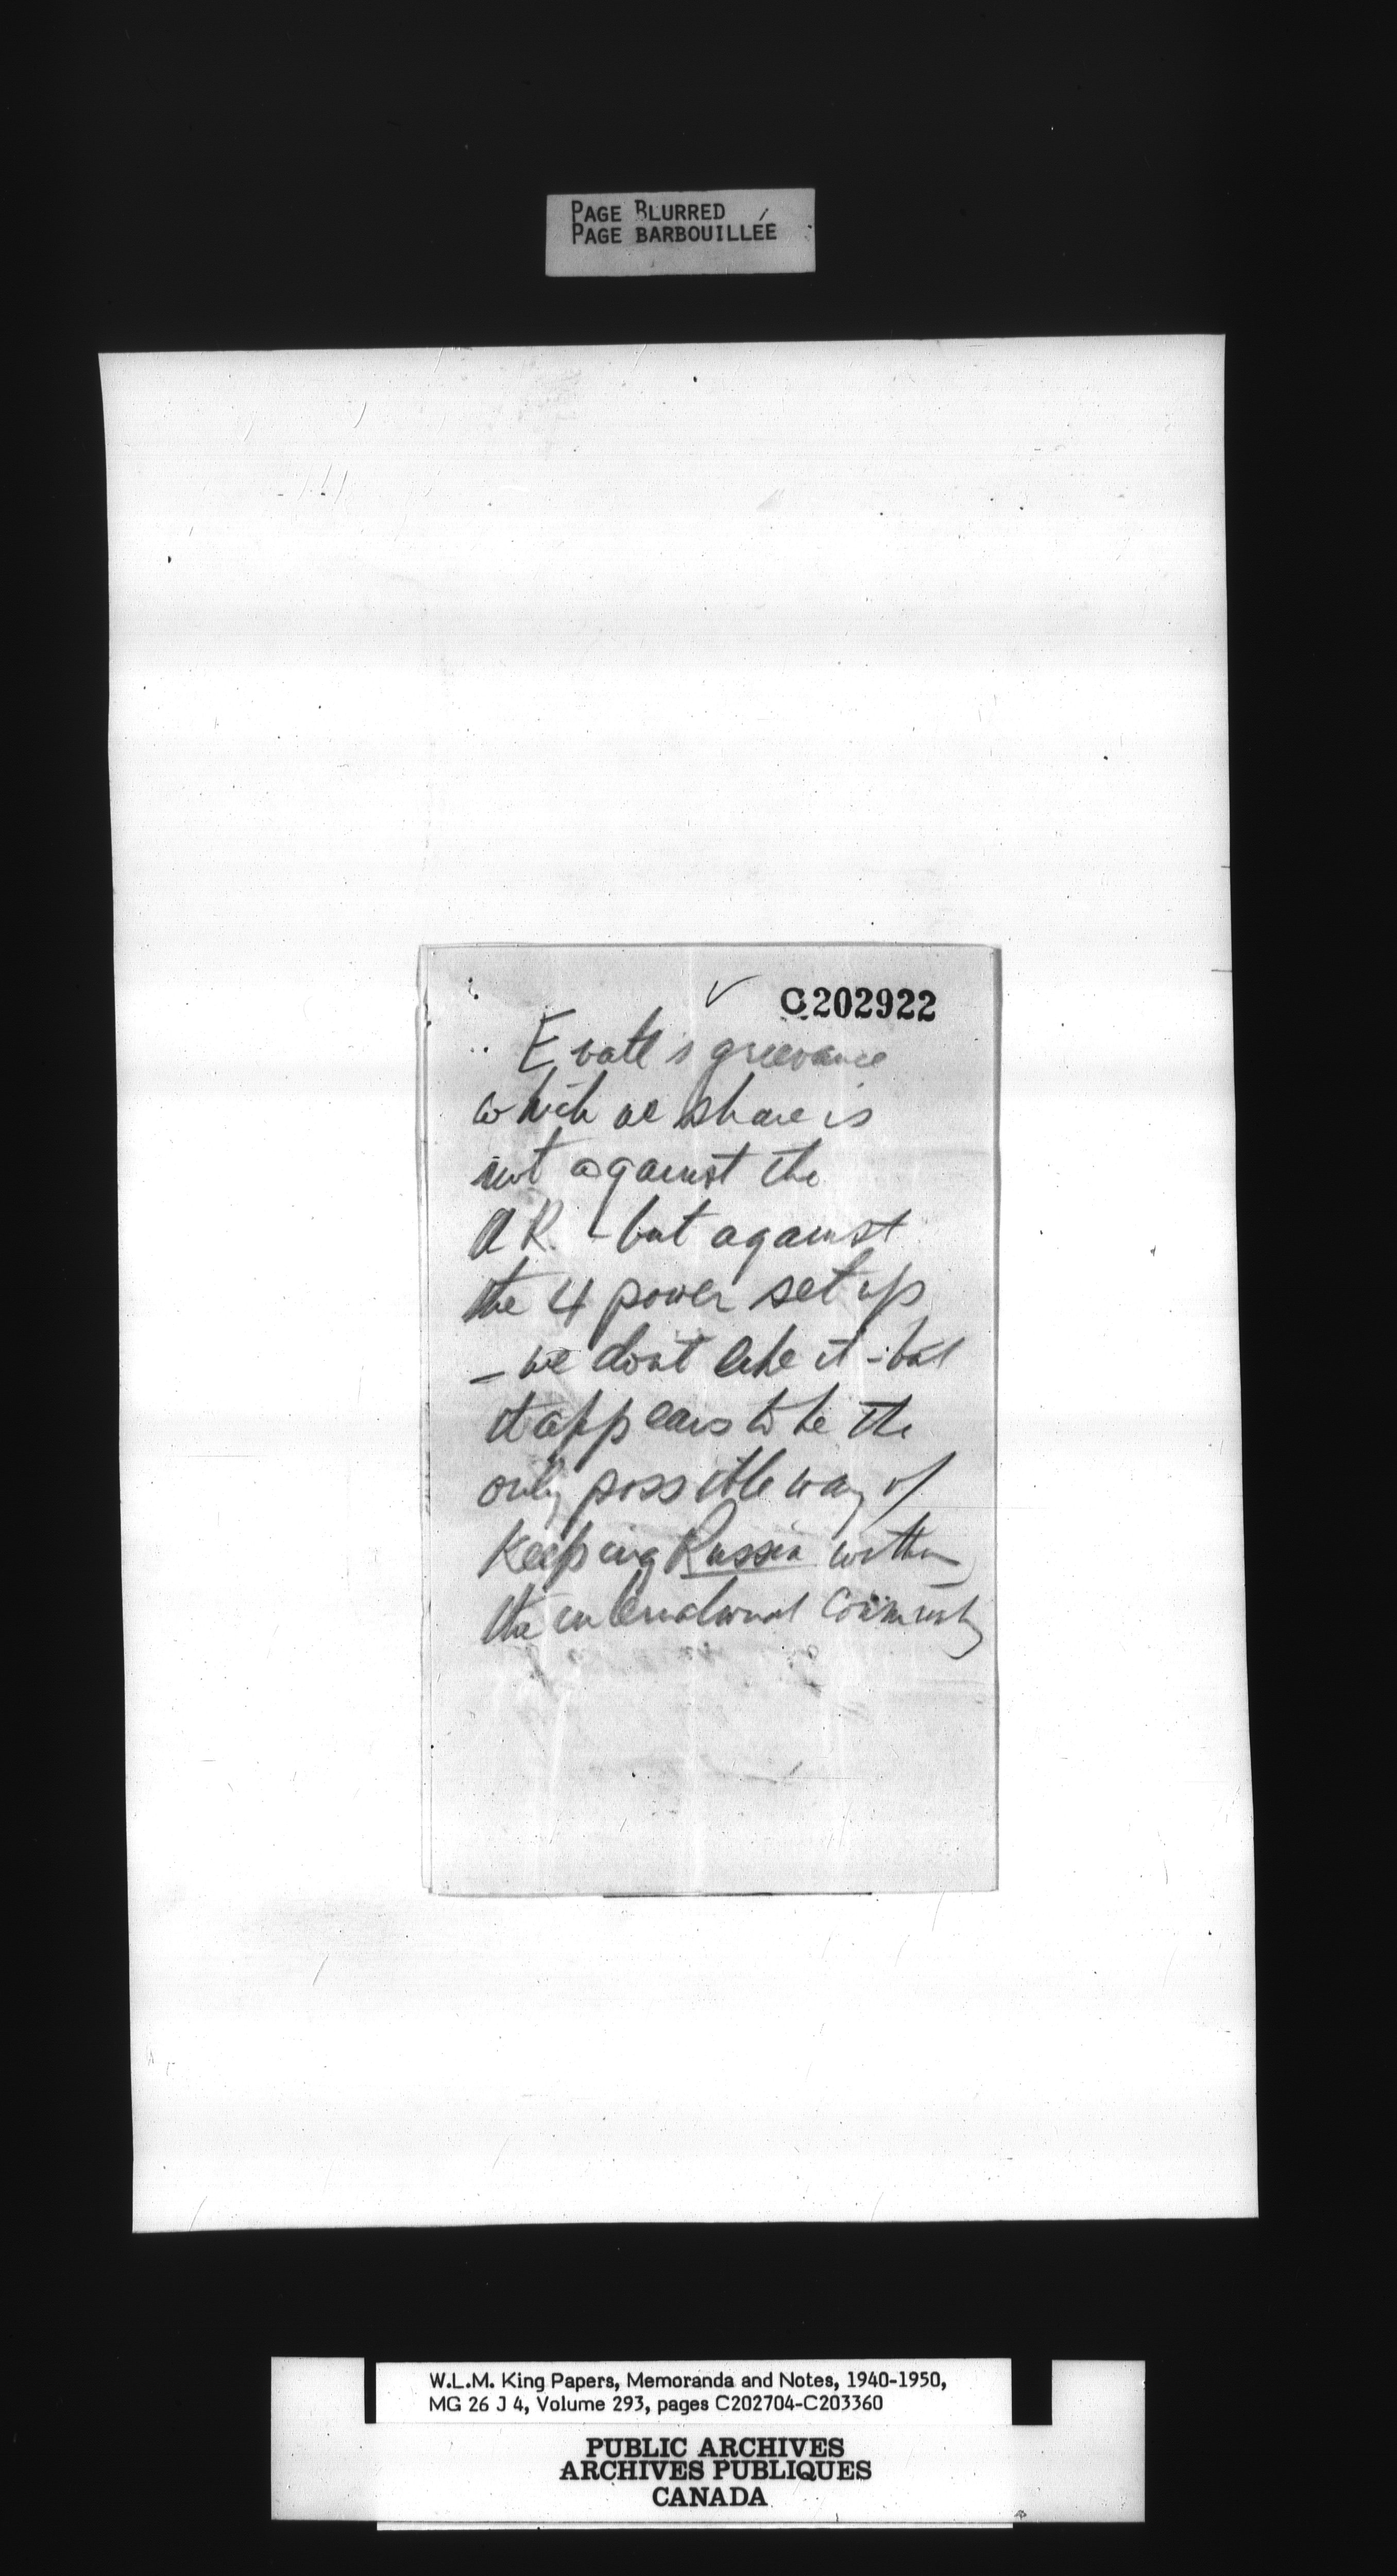 PAGE BLURRED
PAGE BARBOUILLÉE
C202922
Evatt's grievance
which we share is
not against the
U.K. - but against
the 4 power set up
- we dont like it - but
it appears to be the
only possible way of
keeping Russia within
the international Community
W.L.M. King Papers, Memoranda and Notes, 1940-1950,
MG 26 J 4, Volume 293, pages C202704-C203360
PUBLIC ARCHIVES
ARCHIVES PUBLIQUES
CANADA